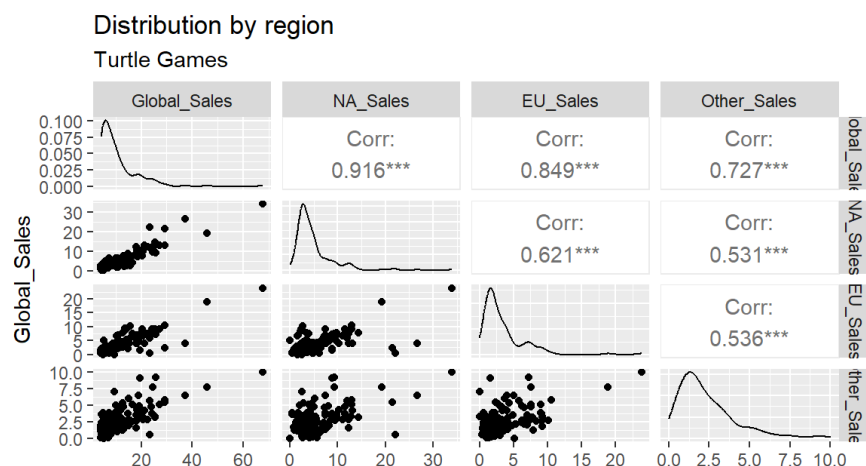 Distribution by region
Turtle Games
Global_Sales NA_Sales EU_Sales Other_Sales
0.100
0.075
0.050
0.025
0.000
Corr:
0.916***
Corr:
0.849***
Corr:
0.727***
obal_Sale
Global_Sales
30
20
10
0
Corr:
0.621***
Corr:
0.531***
NA_Sales
20
15
10
5
0
Corr:
0.536***
EU_Sales
10.0
7.5
5.0
2.5
0.0
ther_Sale
20 40 60 0 10 20 30 0 5 10 15 20 0.0 2.5 5.0 7.5 10.0